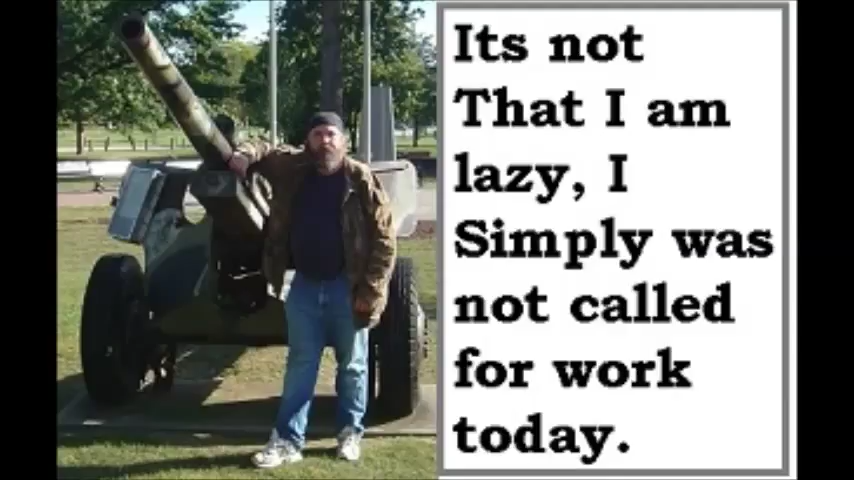 Its not
That I am
lazy, I
Simply was
not called
for work
today.